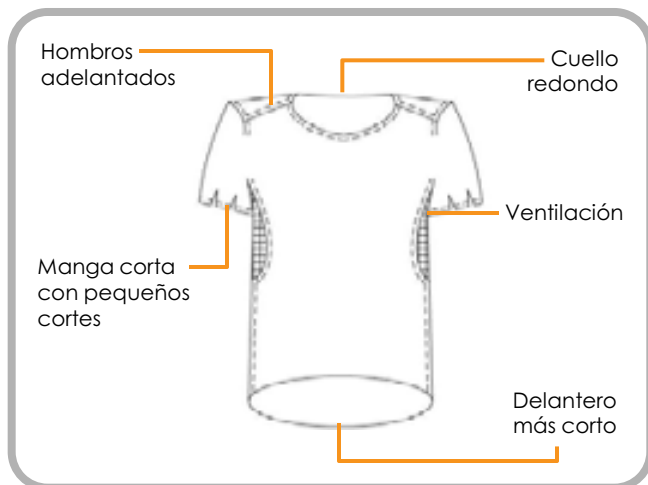 Hombros
adelantados
Cuello
redondo
Ventilación
Manga corta
con pequeños
cortes
Delantero
más corto